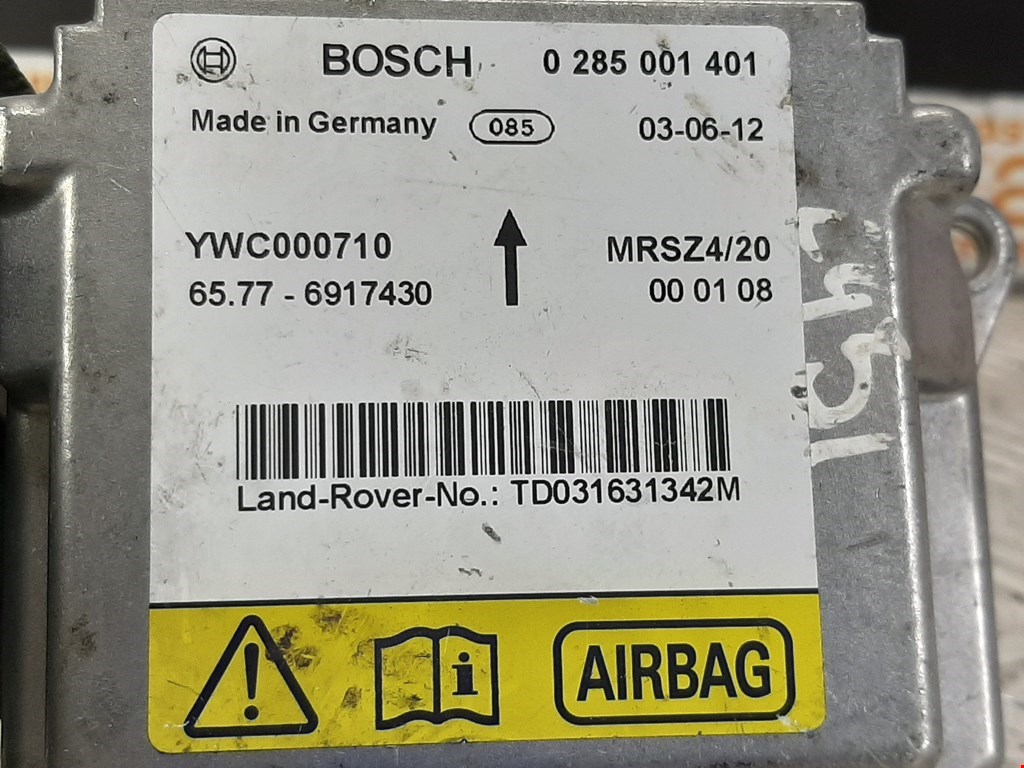 BOSCH 0 285 001 401
Made in Germany 085 03-06-12
YWC000710 MRSZ4/20
65.77 - 6917430 00 01 08
Land-Rover-No.: TD031631342M
AIRBAG